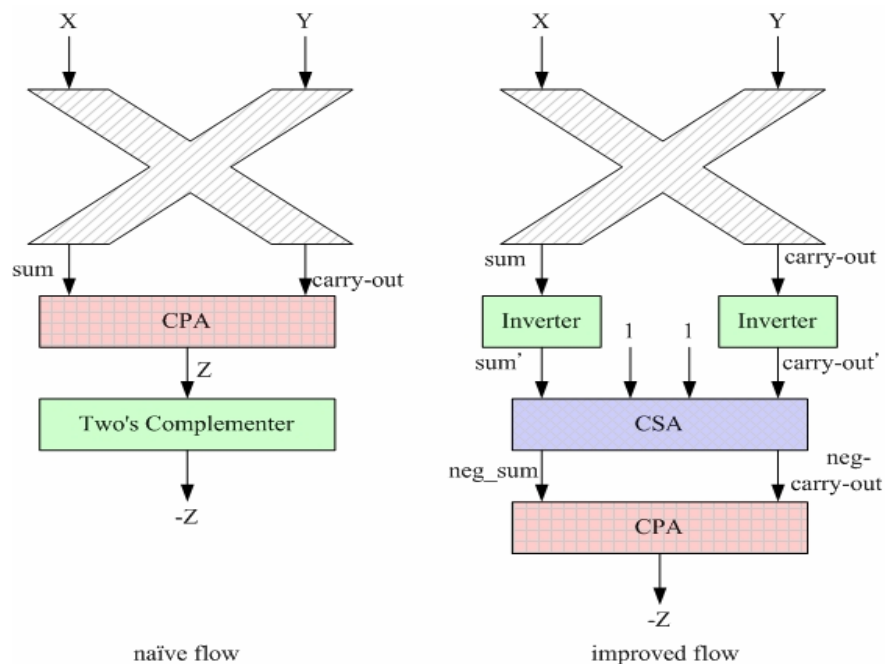 X
Y
sum
carry-out
CPA
Z
Two's Complementer
-Z
naïve flow
X
Y
sum
carry-out
Inverter
1
1
Inverter
sum'
carry-out'
CSA
neg_sum
neg-
carry-out
CPA
-Z
improved flow